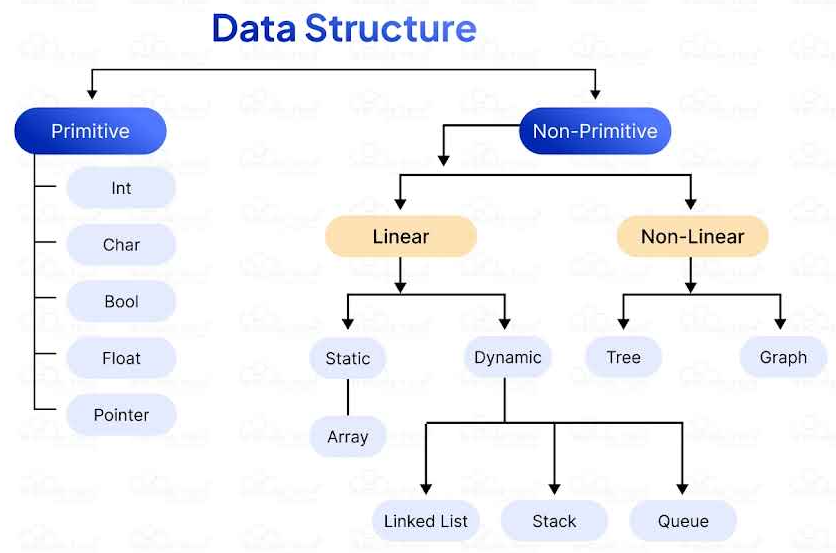 Data Structure
Primitive
Non-Primitive
Int
Char
Bool
Float
Pointer
Linear
Non-Linear
Static
Dynamic
Tree
Graph
Array
Linked List
Stack
Queue